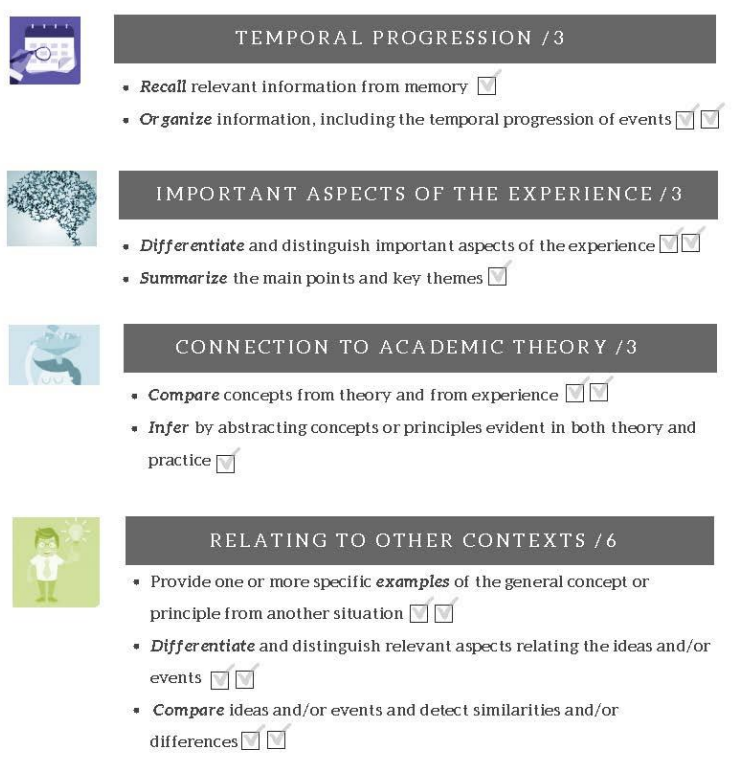 TEMPORAL PROGRESSION /3
• Recall relevant information from memory ☑
• Organize information, including the temporal progression of events ☑ ☑
IMPORTANT ASPECTS OF THE EXPERIENCE /3
• Differentiate and distinguish important aspects of the experience ☑ ☑
• Summarize the main points and key themes ☑
CONNECTION TO ACADEMIC THEORY /3
• Compare concepts from theory and from experience ☑ ☑
• Infer by abstracting concepts or principles evident in both theory and
practice ☑
RELATING TO OTHER CONTEXTS /6
• Provide one or more specific examples of the general concept or
principle from another situation ☑ ☑
• Differentiate and distinguish relevant aspects relating the ideas and/or
events ☑ ☑
• Compare ideas and/or events and detect similarities and/or
differences ☑ ☑